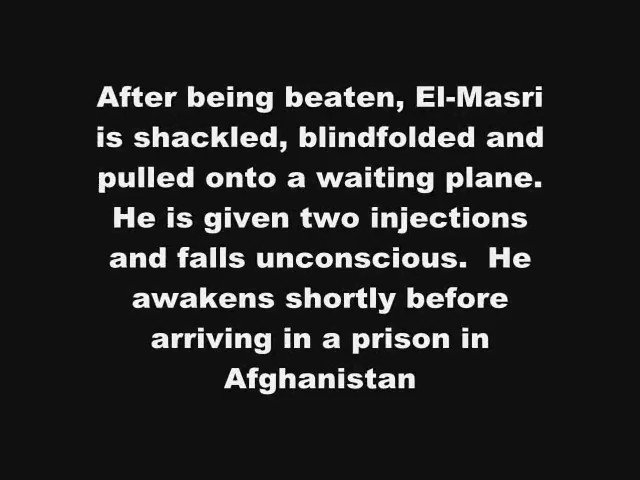 After being beaten, El-Masri
is shackled, blindfolded and
pulled onto a waiting plane.
He is given two injections
and falls unconscious.  He
awakens shortly before
arriving in a prison in
Afghanistan